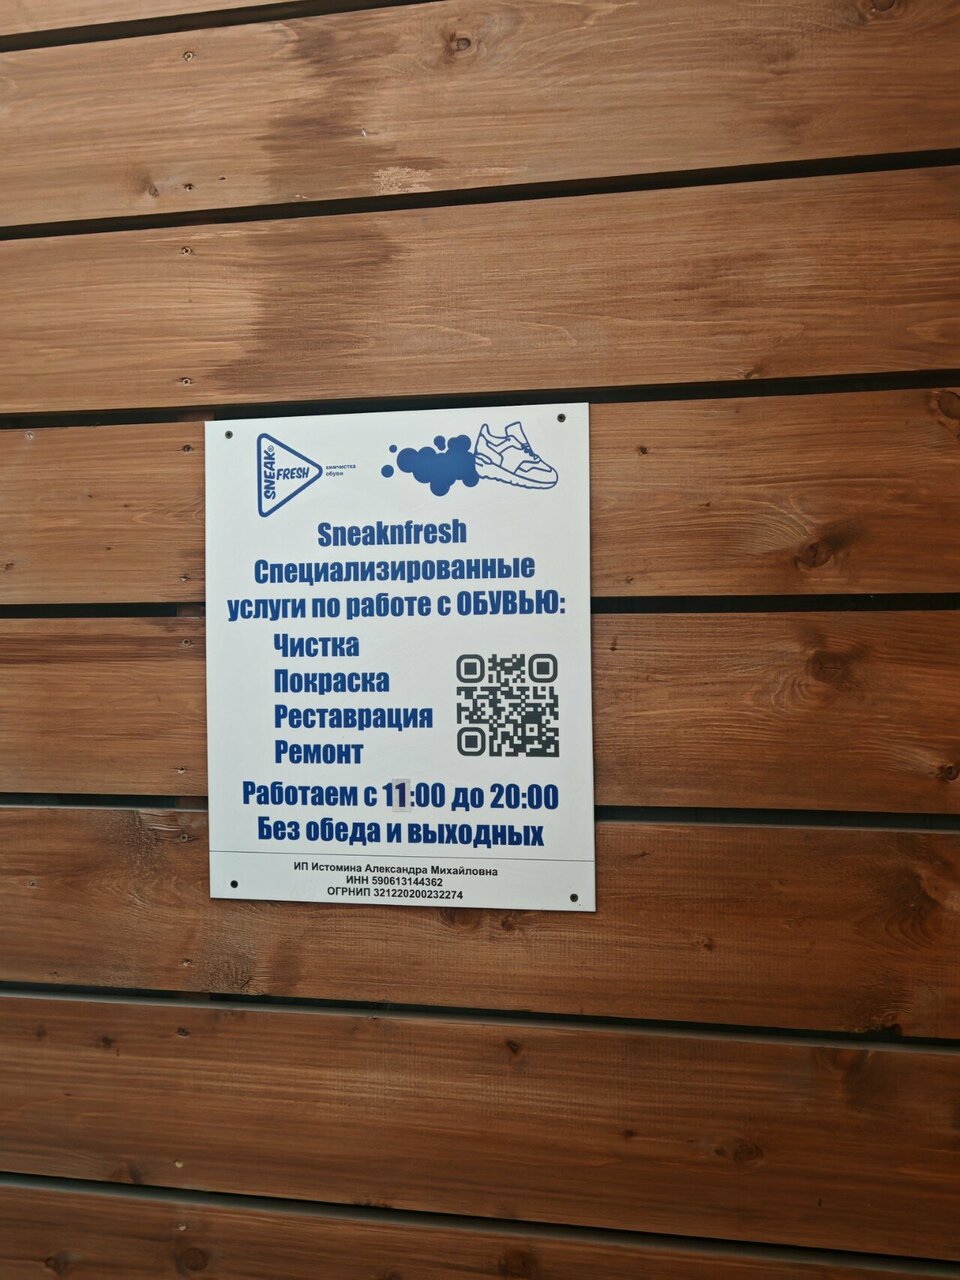 SNEAK®
FRESH
химчистка
обуви
Sneaknfresh
Специализированные
услуги по работе с ОБУВЬЮ:
Чистка
Покраска
Реставрация
Ремонт
Работаем с 11:00 до 20:00
Без обеда и выходных
ИП Истомина Александра Михайловна
ИНН 590613144362
ОГРНИП 321220200232274